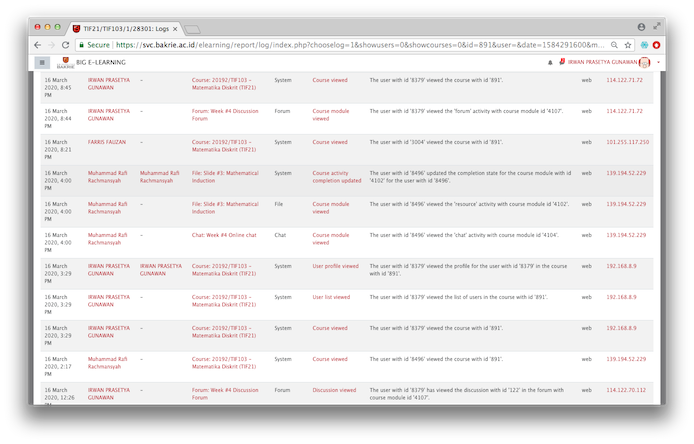 TIF21/TIF103/1/28301: Logs
Secure https://svc.bakrie.ac.id/elearning/report/log/index.php?chooselog=1&showusers=0&showcourses=0&id=891&user=&date=1584291600&m...
BAKRIE BIG E-LEARNING IRWAN PRASETYA GUNAWAN
16 March 2020, 8:45 PM IRWAN PRASETYA GUNAWAN - Course: 20192/TIF103 - Matematika Diskrit (TIF21) System Course viewed The user with id '8379' viewed the course with id '891'. web 114.122.71.72
16 March 2020, 8:44 PM IRWAN PRASETYA GUNAWAN - Forum: Week #4 Discussion Forum Forum Course module viewed The user with id '8379' viewed the 'forum' activity with course module id '4107'. web 114.122.71.72
16 March 2020, 8:21 PM FARRIS FAUZAN - Course: 20192/TIF103 - Matematika Diskrit (TIF21) System Course viewed The user with id '3004' viewed the course with id '891'. web 101.255.117.250
16 March 2020, 4:00 PM Muhammad Rafi Rachmansyah Muhammad Rafi Rachmansyah File: Slide #3: Mathematical Induction System Course activity completion updated The user with id '8496' updated the completion state for the course module with id '4102' for the user with id '8496'. web 139.194.52.229
16 March 2020, 4:00 PM Muhammad Rafi Rachmansyah - File: Slide #3: Mathematical Induction File Course module viewed The user with id '8496' viewed the 'resource' activity with course module id '4102'. web 139.194.52.229
16 March 2020, 4:00 PM Muhammad Rafi Rachmansyah - Chat: Week #4 Online chat Chat Course module viewed The user with id '8496' viewed the 'chat' activity with course module id '4104'. web 139.194.52.229
16 March 2020, 3:29 PM IRWAN PRASETYA GUNAWAN IRWAN PRASETYA GUNAWAN Course: 20192/TIF103 - Matematika Diskrit (TIF21) System User profile viewed The user with id '8379' viewed the profile for the user with id '8379' in the course with id '891'. web 192.168.8.9
16 March 2020, 3:29 PM IRWAN PRASETYA GUNAWAN - Course: 20192/TIF103 - Matematika Diskrit (TIF21) System User list viewed The user with id '8379' viewed the list of users in the course with id '891'. web 192.168.8.9
16 March 2020, 3:29 PM IRWAN PRASETYA GUNAWAN - Course: 20192/TIF103 - Matematika Diskrit (TIF21) System Course viewed The user with id '8379' viewed the course with id '891'. web 192.168.8.9
16 March 2020, 2:17 PM Muhammad Rafi Rachmansyah - Course: 20192/TIF103 - Matematika Diskrit (TIF21) System Course viewed The user with id '8496' viewed the course with id '891'. web 139.194.52.229
16 March 2020, 12:26 PM IRWAN PRASETYA GUNAWAN - Forum: Week #4 Discussion Forum Forum Discussion viewed The user with id '8379' has viewed the discussion with id '122' in the forum with course module id '4107'. web 114.122.70.112